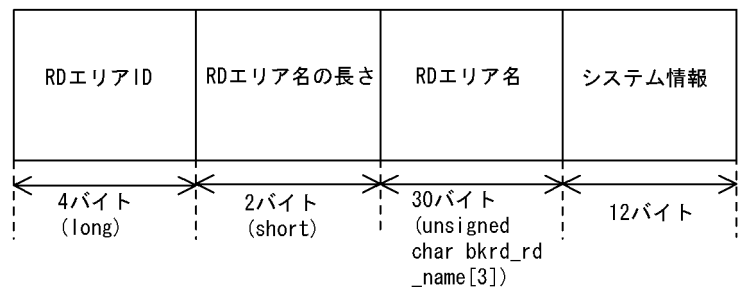 RDエリアID
RDエリア名の長さ
RDエリア名
システム情報
4バイト
(long)
2バイト
(short)
30バイト
(unsigned
char bkrd_rd
_name[3])
12バイト